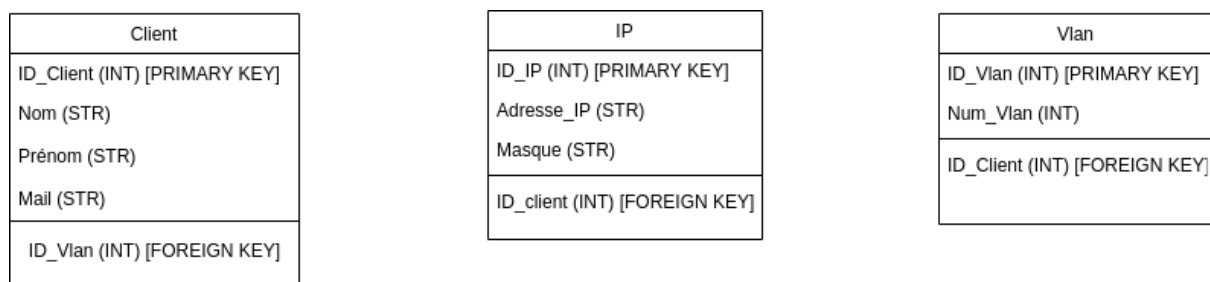 Client
ID_Client (INT) [PRIMARY KEY]
Nom (STR)
Prénom (STR)
Mail (STR)
ID_Vlan (INT) [FOREIGN KEY]
IP
ID_IP (INT) [PRIMARY KEY]
Adresse_IP (STR)
Masque (STR)
ID_client (INT) [FOREIGN KEY]
Vlan
ID_Vlan (INT) [PRIMARY KEY]
Num_Vlan (INT)
ID_Client (INT) [FOREIGN KEY]